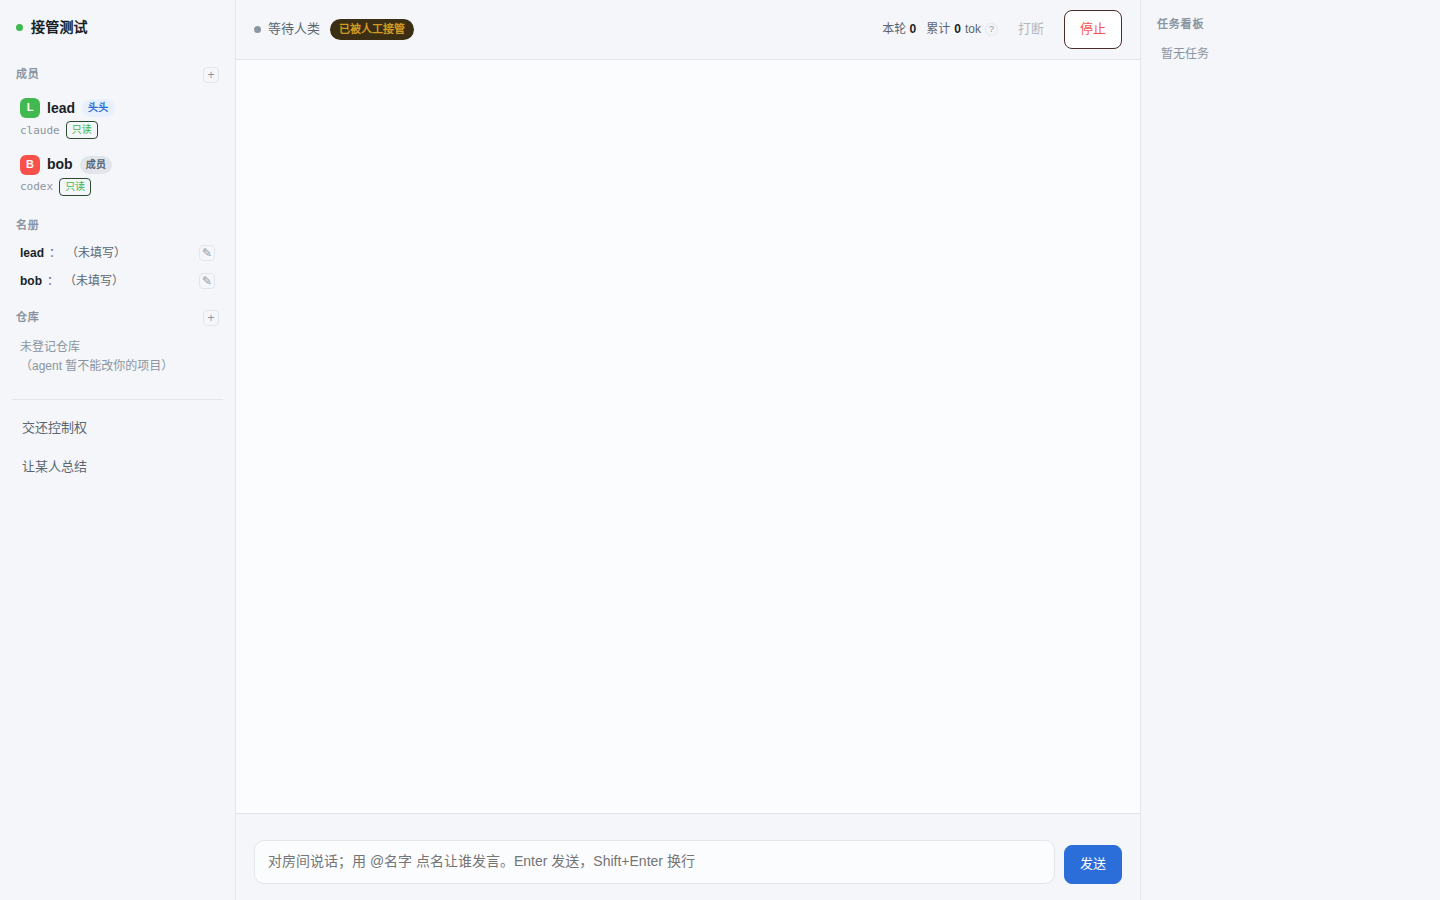 接管测试
成员
+
L lead 头头
claude 只读
B bob 成员
codex 只读
名册
lead： （未填写） ✎
bob： （未填写） ✎
仓库
+
未登记仓库
（agent 暂不能改你的项目）
交还控制权
让某人总结
等待人类 已被人工接管
本轮 0 累计 0 tok ? 打断 停止
对房间说话；用 @名字 点名让谁发言。Enter 发送，Shift+Enter 换行
发送
任务看板
暂无任务